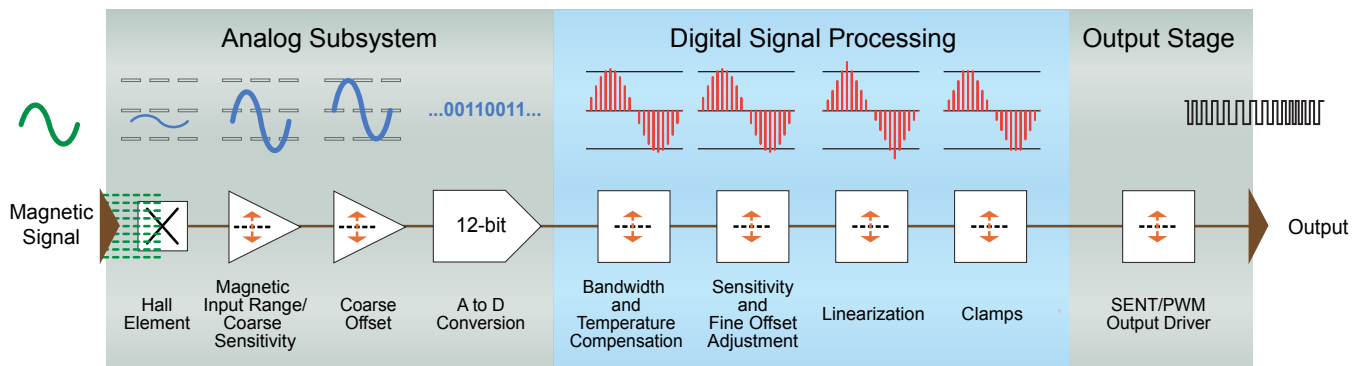 Analog Subsystem
Digital Signal Processing
Output Stage
...00110011...
Magnetic
Signal
12-bit
Output
Hall
Element
Magnetic
Input Range/
Coarse
Sensitivity
Coarse
Offset
A to D
Conversion
Bandwidth
and
Temperature
Compensation
Sensitivity
and
Fine Offset
Adjustment
Linearization
Clamps
SENT/PWM
Output Driver